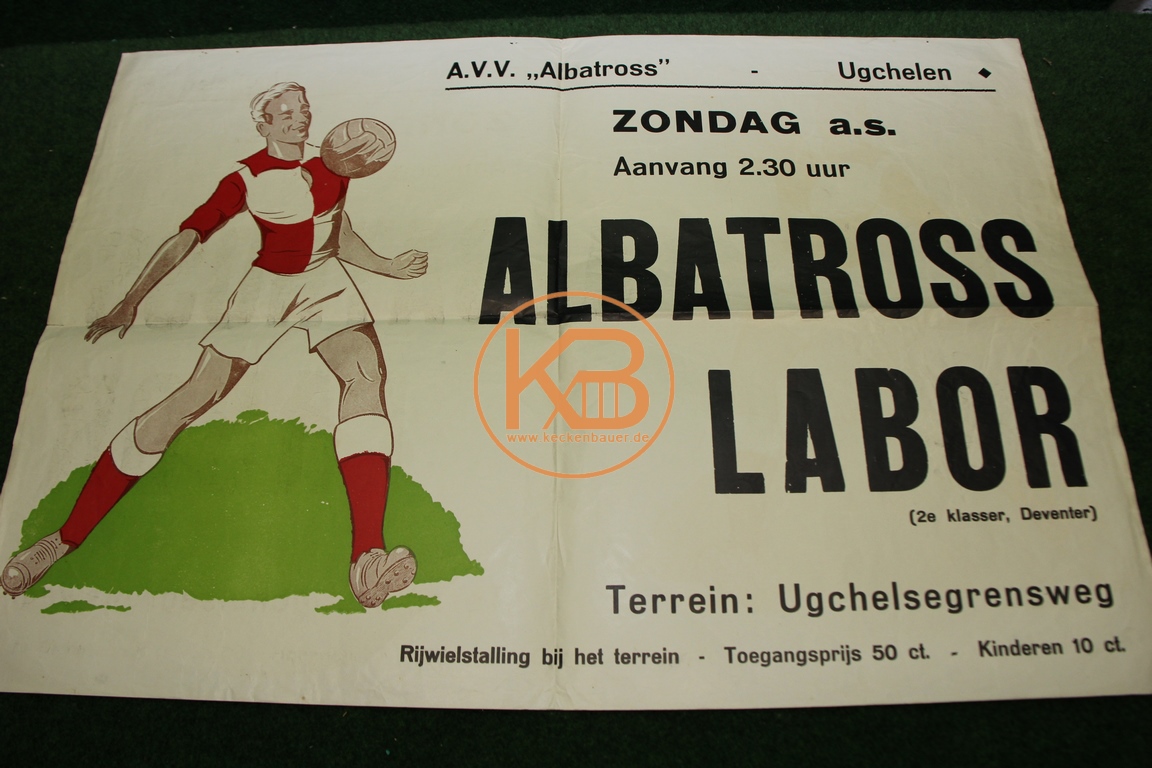 A.V.V. „Albatross” - Ugchelen ◆
ZONDAG a.s.
Aanvang 2.30 uur
ALBATROSS
LABOR
(2e klasser, Deventer)
Terrein: Ugchelsegrensweg
Rijwielstalling bij het terrein - Toegangsprijs 50 ct. - Kinderen 10 ct.
KB
XIII
www.keckenbauer.de